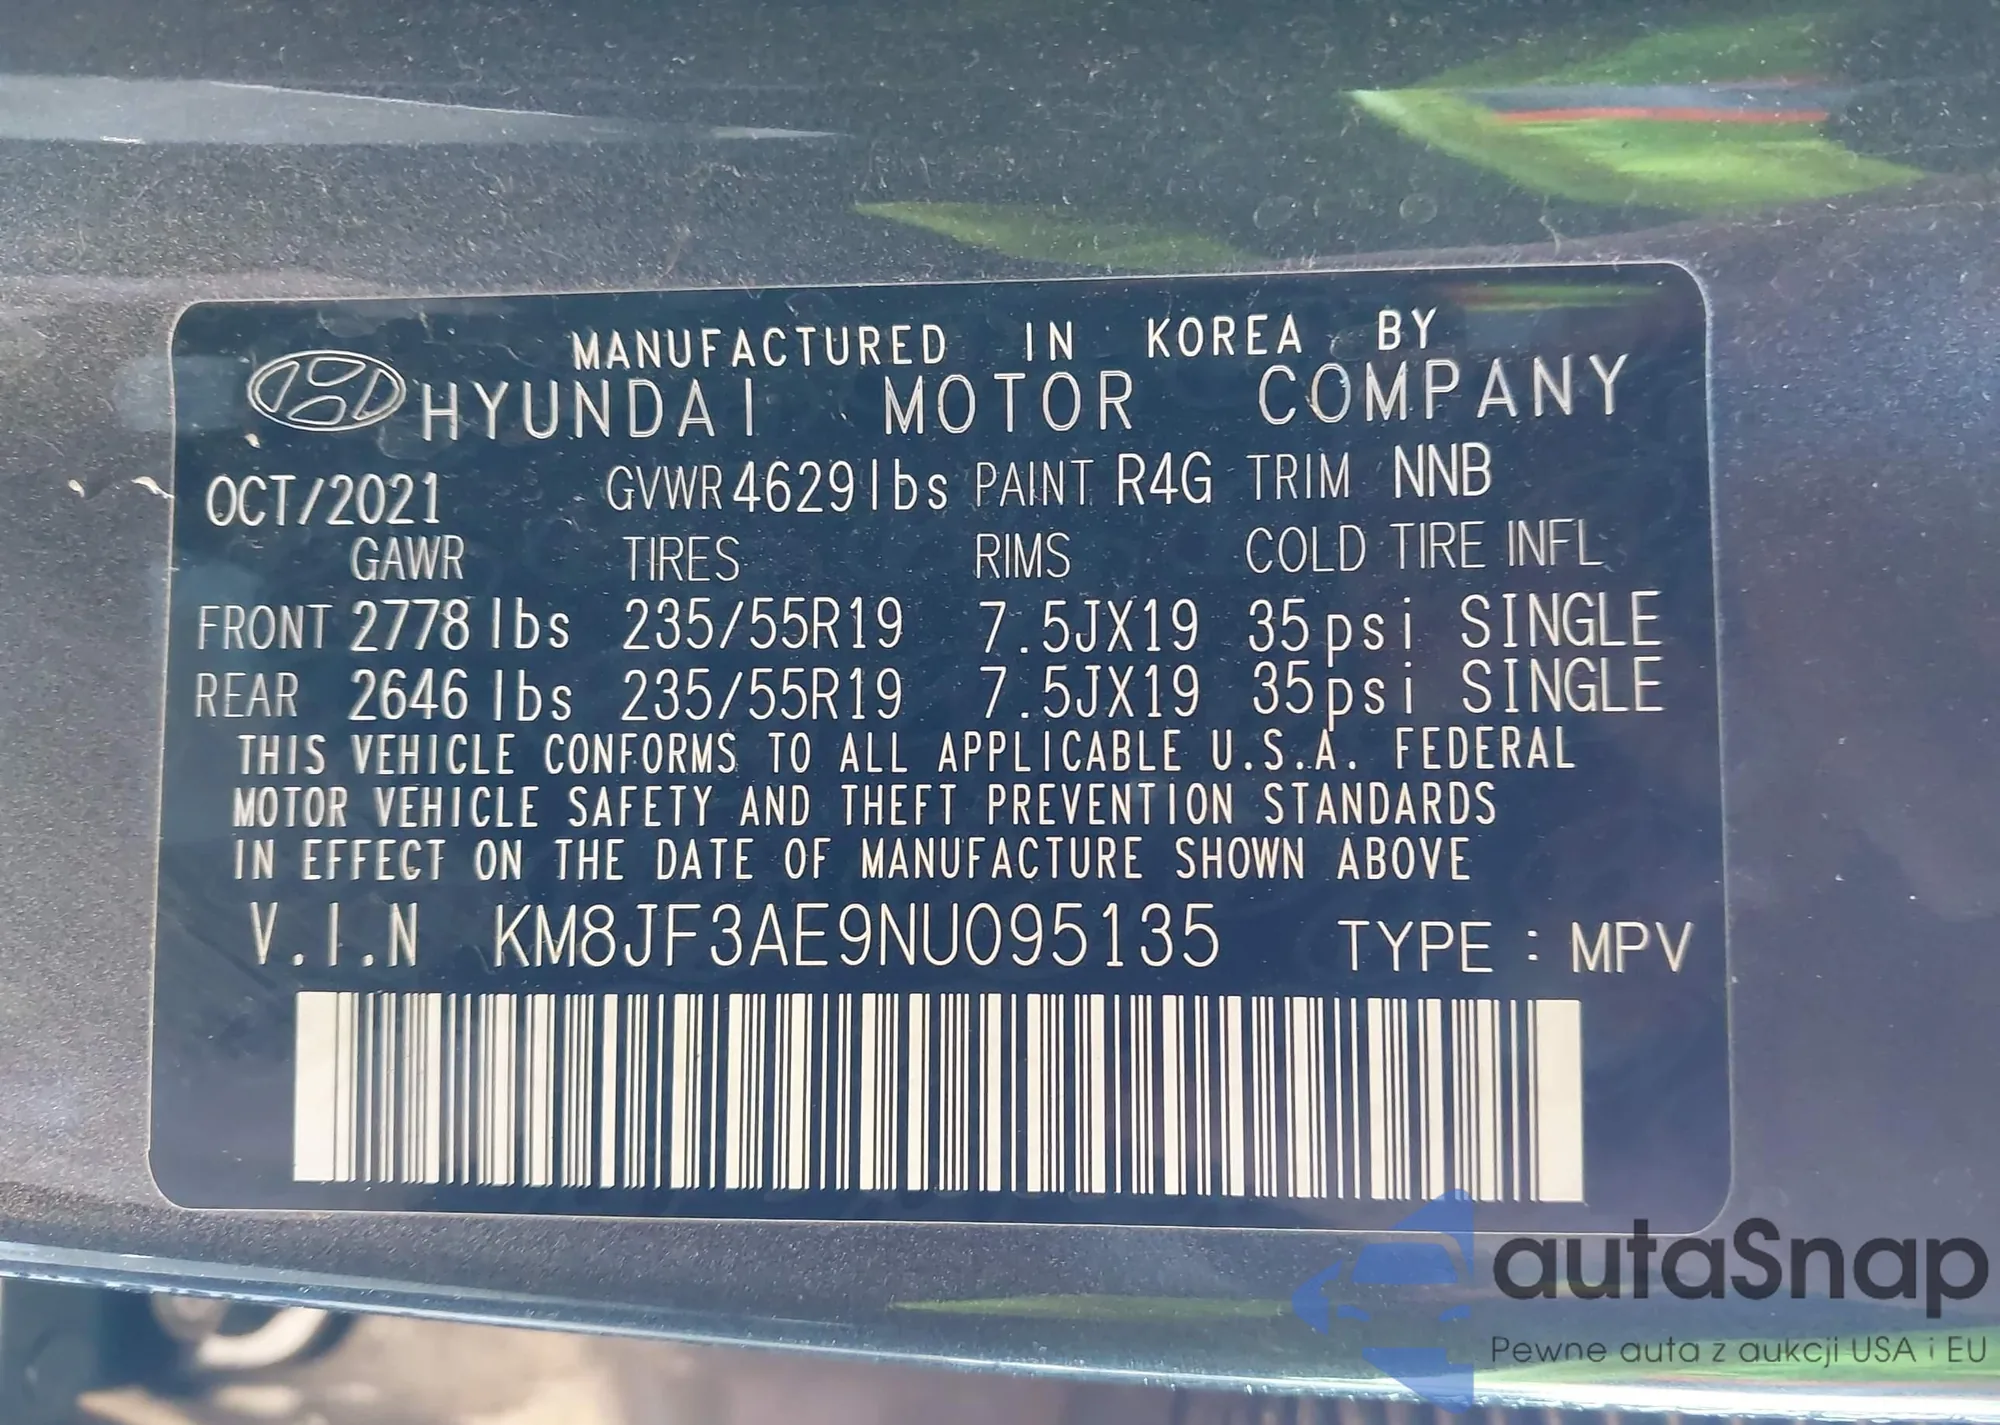 MANUFACTURED IN KOREA BY
HYUNDAI MOTOR COMPANY
OCT/2021 GVWR 4629lbs PAINT R4G TRIM NNB
GAWR TIRES RIMS COLD TIRE INFL
FRONT 2778 lbs 235/55R19 7.5JX19 35psi SINGLE
REAR 2646 lbs 235/55R19 7.5JX19 35psi SINGLE
THIS VEHICLE CONFORMS TO ALL APPLICABLE U.S.A. FEDERAL
MOTOR VEHICLE SAFETY AND THEFT PREVENTION STANDARDS
IN EFFECT ON THE DATE OF MANUFACTURE SHOWN ABOVE
V.I.N KM8JF3AE9NU095135 TYPE : MPV
autaSnap
Pewne auta z aukcji USA i EU